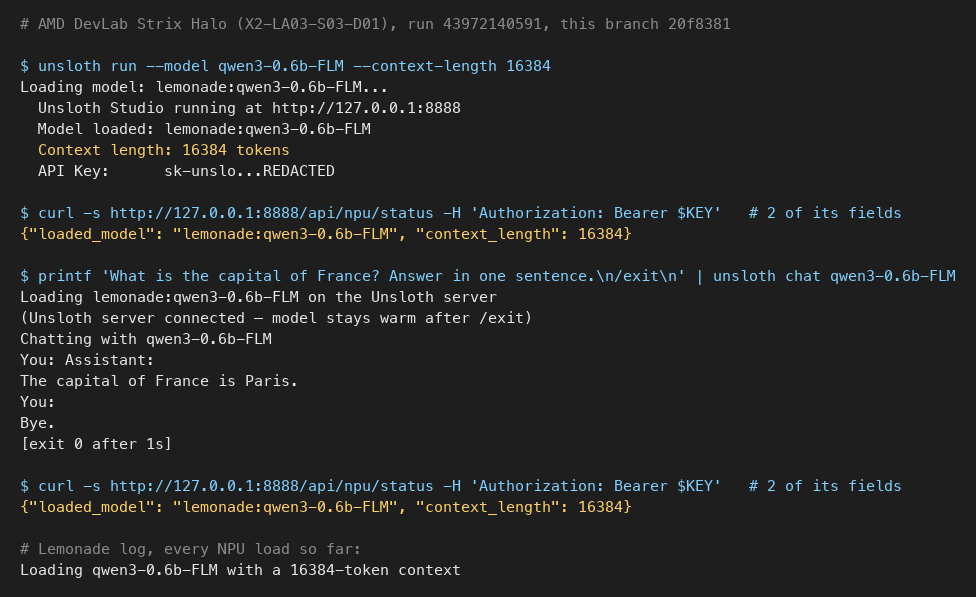 # AMD DevLab Strix Halo (X2-LA03-S03-D01), run 43972140591, this branch 20f8381
$ unsloth run --model qwen3-0.6b-FLM --context-length 16384
Loading model: lemonade:qwen3-0.6b-FLM...
  Unsloth Studio running at http://127.0.0.1:8888
  Model loaded: lemonade:qwen3-0.6b-FLM
  Context length: 16384 tokens
  API Key:      sk-unslo...REDACTED
$ curl -s http://127.0.0.1:8888/api/npu/status -H 'Authorization: Bearer $KEY'   # 2 of its fields
{"loaded_model": "lemonade:qwen3-0.6b-FLM", "context_length": 16384}
$ printf 'What is the capital of France? Answer in one sentence.\n/exit\n' | unsloth chat qwen3-0.6b-FLM
Loading lemonade:qwen3-0.6b-FLM on the Unsloth server
(Unsloth server connected — model stays warm after /exit)
Chatting with qwen3-0.6b-FLM
You: Assistant:
The capital of France is Paris.
You:
Bye.
[exit 0 after 1s]
$ curl -s http://127.0.0.1:8888/api/npu/status -H 'Authorization: Bearer $KEY'   # 2 of its fields
{"loaded_model": "lemonade:qwen3-0.6b-FLM", "context_length": 16384}
# Lemonade log, every NPU load so far:
Loading qwen3-0.6b-FLM with a 16384-token context